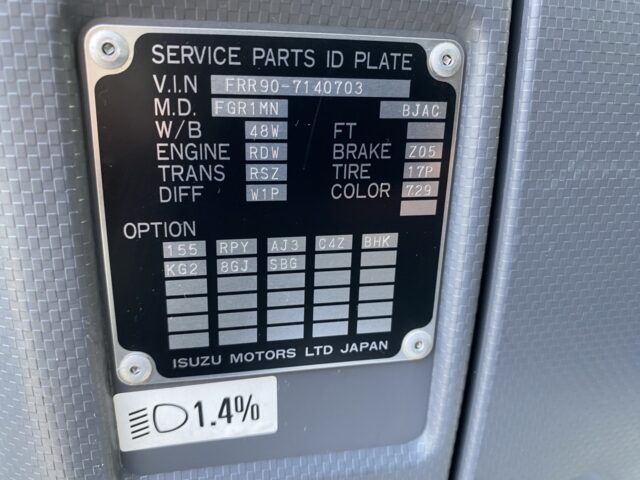 SERVICE PARTS ID PLATE
V.I.N FRR90-7140703
M.D. FGR1MN BJAC
W/B 48W FT
ENGINE RDW BRAKE Z05
TRANS RSZ TIRE 17P
DIFF W1P COLOR 729
OPTION
155 RPY AJ3 C4Z BHK
KG2 8GJ SBG
ISUZU MOTORS LTD JAPAN
1.4%